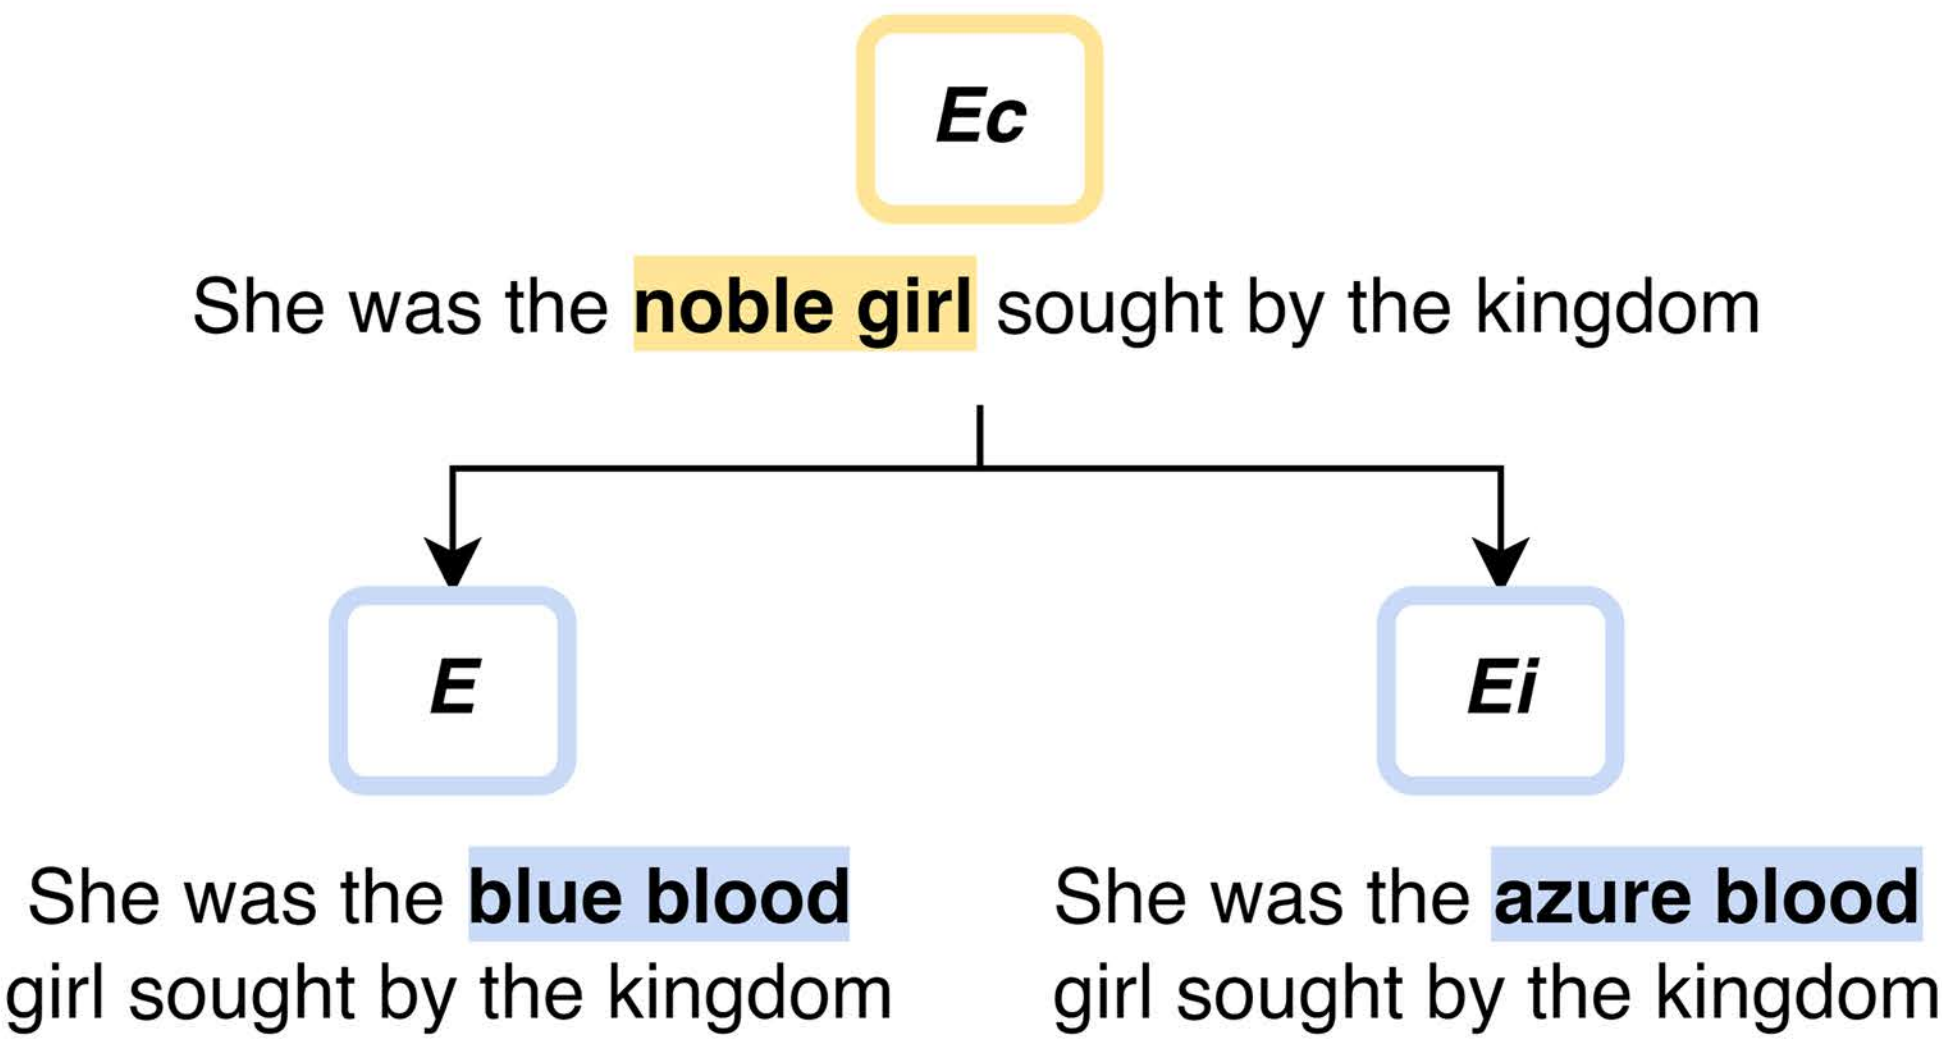 Ec
She was the noble girl sought by the kingdom
E
Ei
She was the blue blood
girl sought by the kingdom
She was the azure blood
girl sought by the kingdom